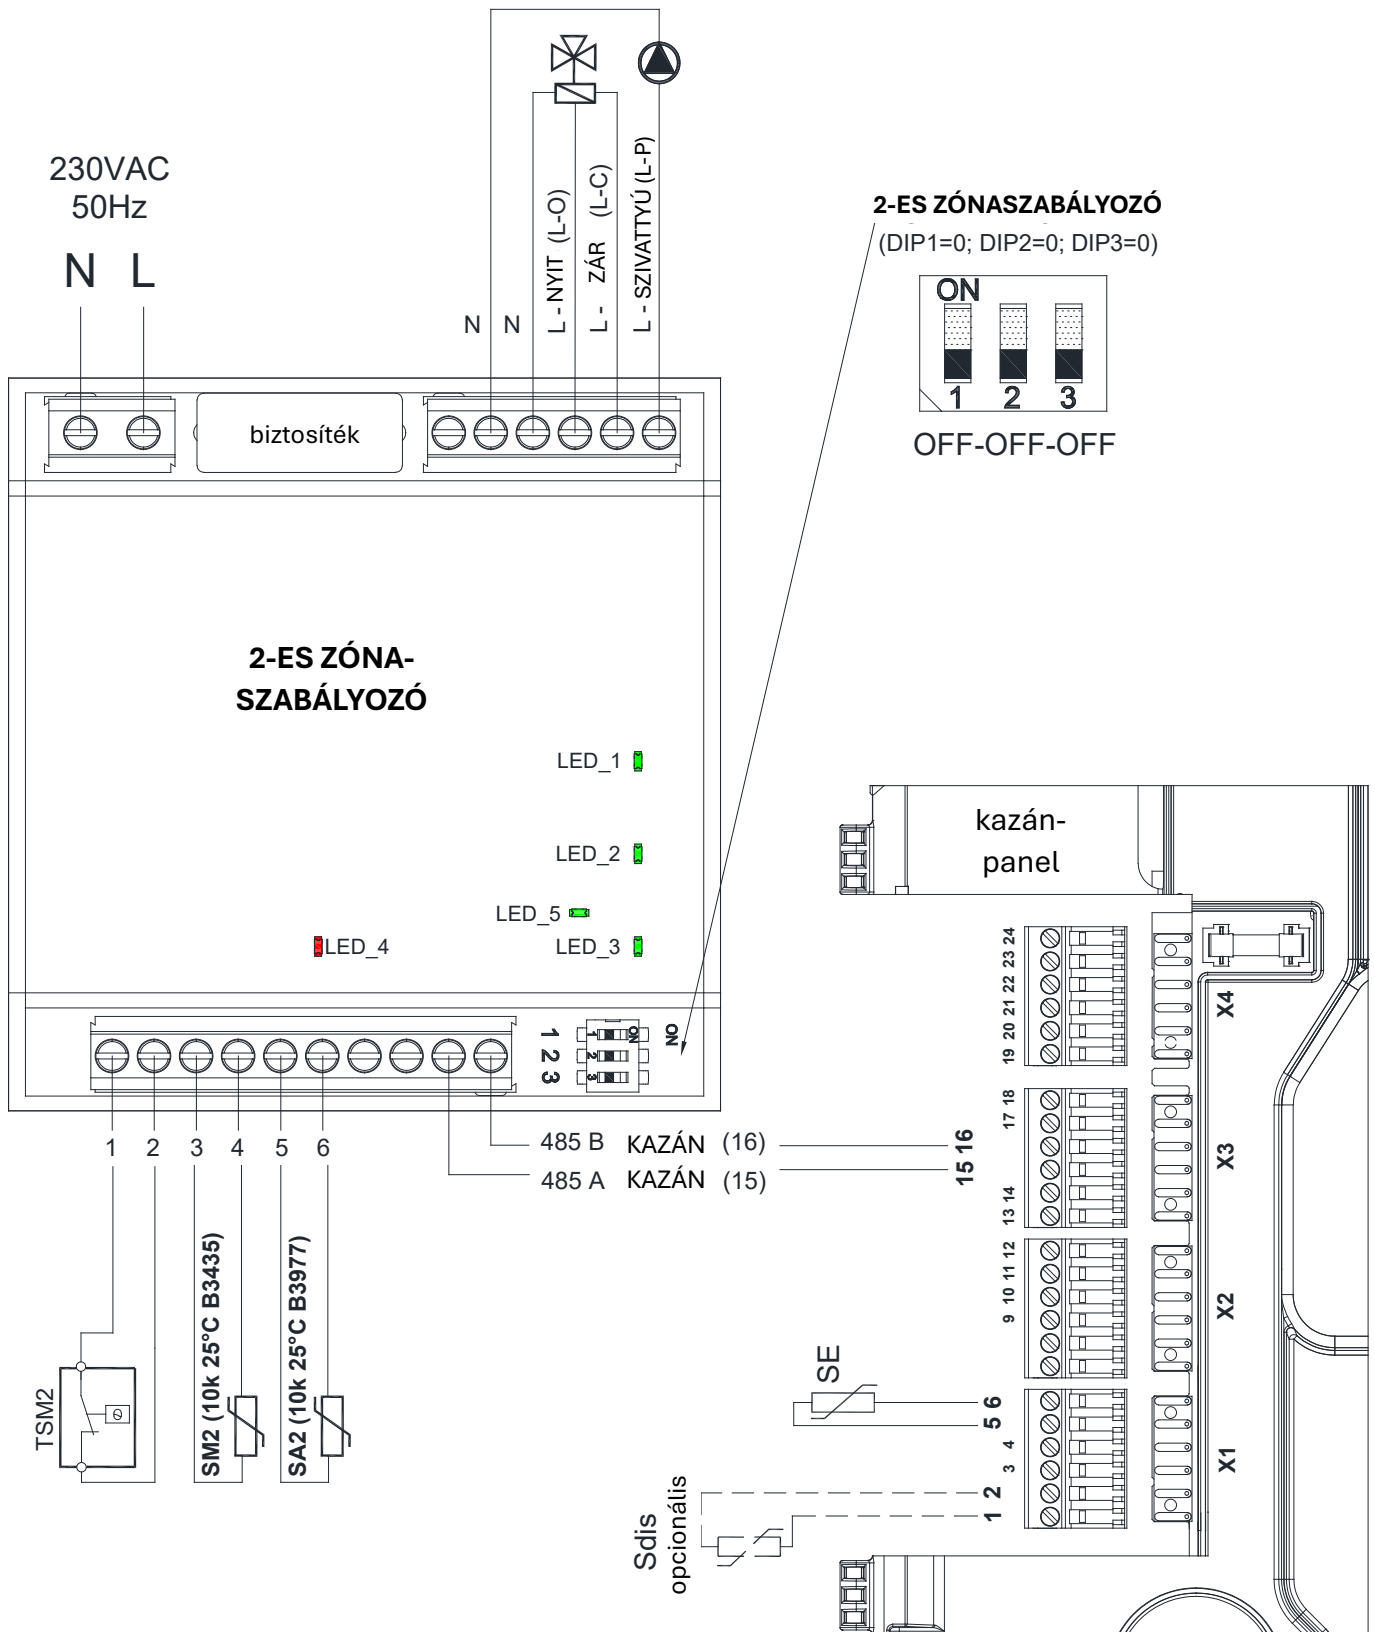 230VAC
50Hz
N L
N N
L - NYIT (L-O)
L - ZÁR (L-C)
L - SZIVATTYÚ (L-P)
2-ES ZÓNASZABÁLYOZÓ
(DIP1=0; DIP2=0; DIP3=0)
ON
1 2 3
OFF-OFF-OFF
biztosíték
2-ES ZÓNA-
SZABÁLYOZÓ
LED_1
LED_2
LED_5
LED_4
LED_3
1 2 3
1 2 3
ON
ON
1 2 3 4 5 6
485 B KAZÁN (16)
485 A KAZÁN (15)
TSM2
SM2 (10k 25°C B3435)
SA2 (10k 25°C B3977)
kazán-
panel
19 20 21 22 23 24
X4
13 14 15 16 17 18
X3
9 10 11 12
X2
1 2 3 4 5 6
X1
SE
Sdis
opcionális